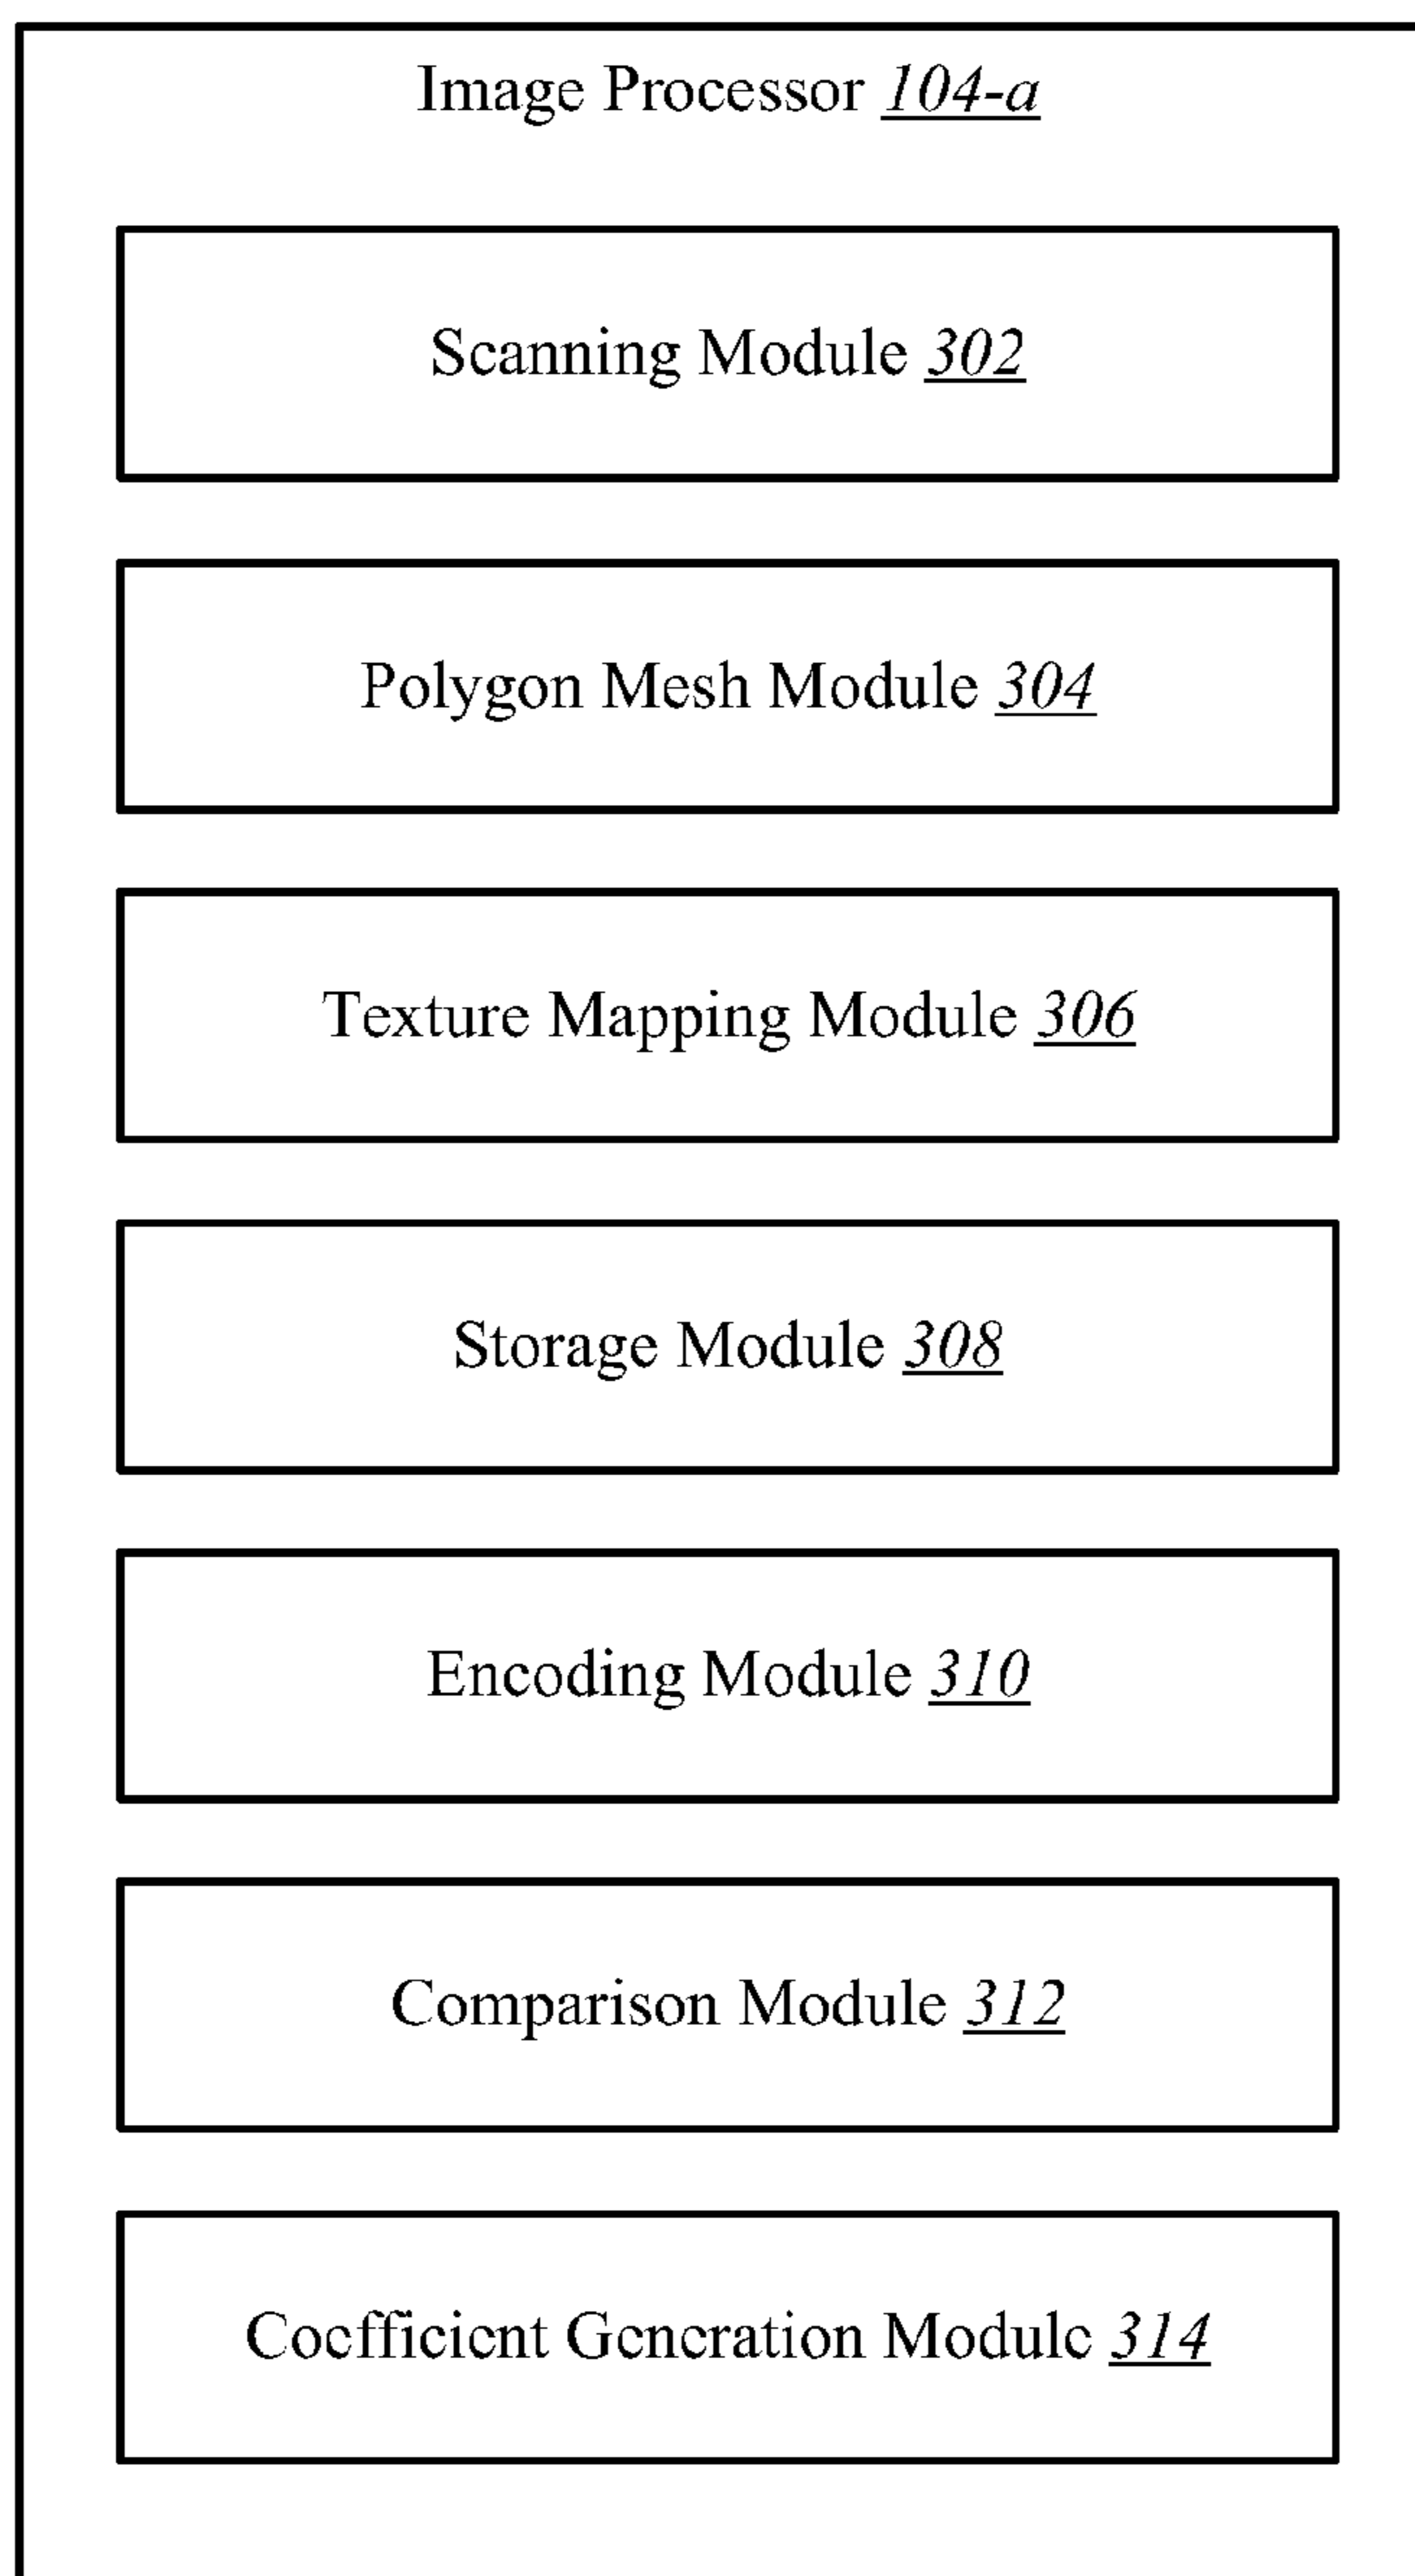 Image Processor 104-a
Scanning Module 302
Polygon Mesh Module 304
Texture Mapping Module 306
Storage Module 308
Encoding Module 310
Comparison Module 312
Coefficient Generation Module 314